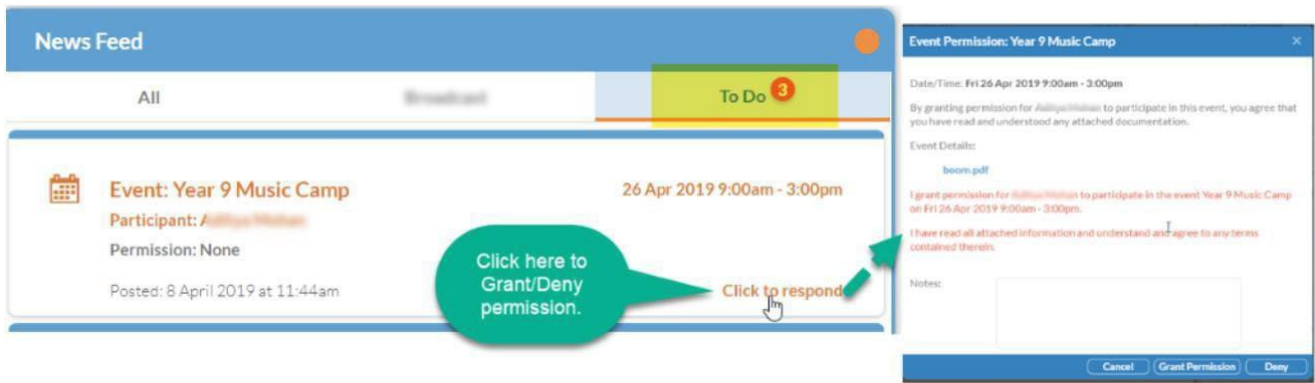 News Feed
All
To Do 3
Event: Year 9 Music Camp
26 Apr 2019 9:00am - 3:00pm
Participant:
Permission: None
Posted: 8 April 2019 at 11:44am
Click to respond
Click here to
Grant/Deny
permission.
Event Permission: Year 9 Music Camp
Date/Time: Fri 26 Apr 2019 9:00am - 3:00pm
By granting permission for to participate in this event, you agree that
you have read and understood any attached documentation.
Event Details:
boom.pdf
I grant permission for to participate in the event Year 9 Music Camp
on Fri 26 Apr 2019 9:00am - 3:00pm.
I have read all attached information and understand and agree to any terms
contained therein.
Notes:
Cancel
Grant Permission
Deny